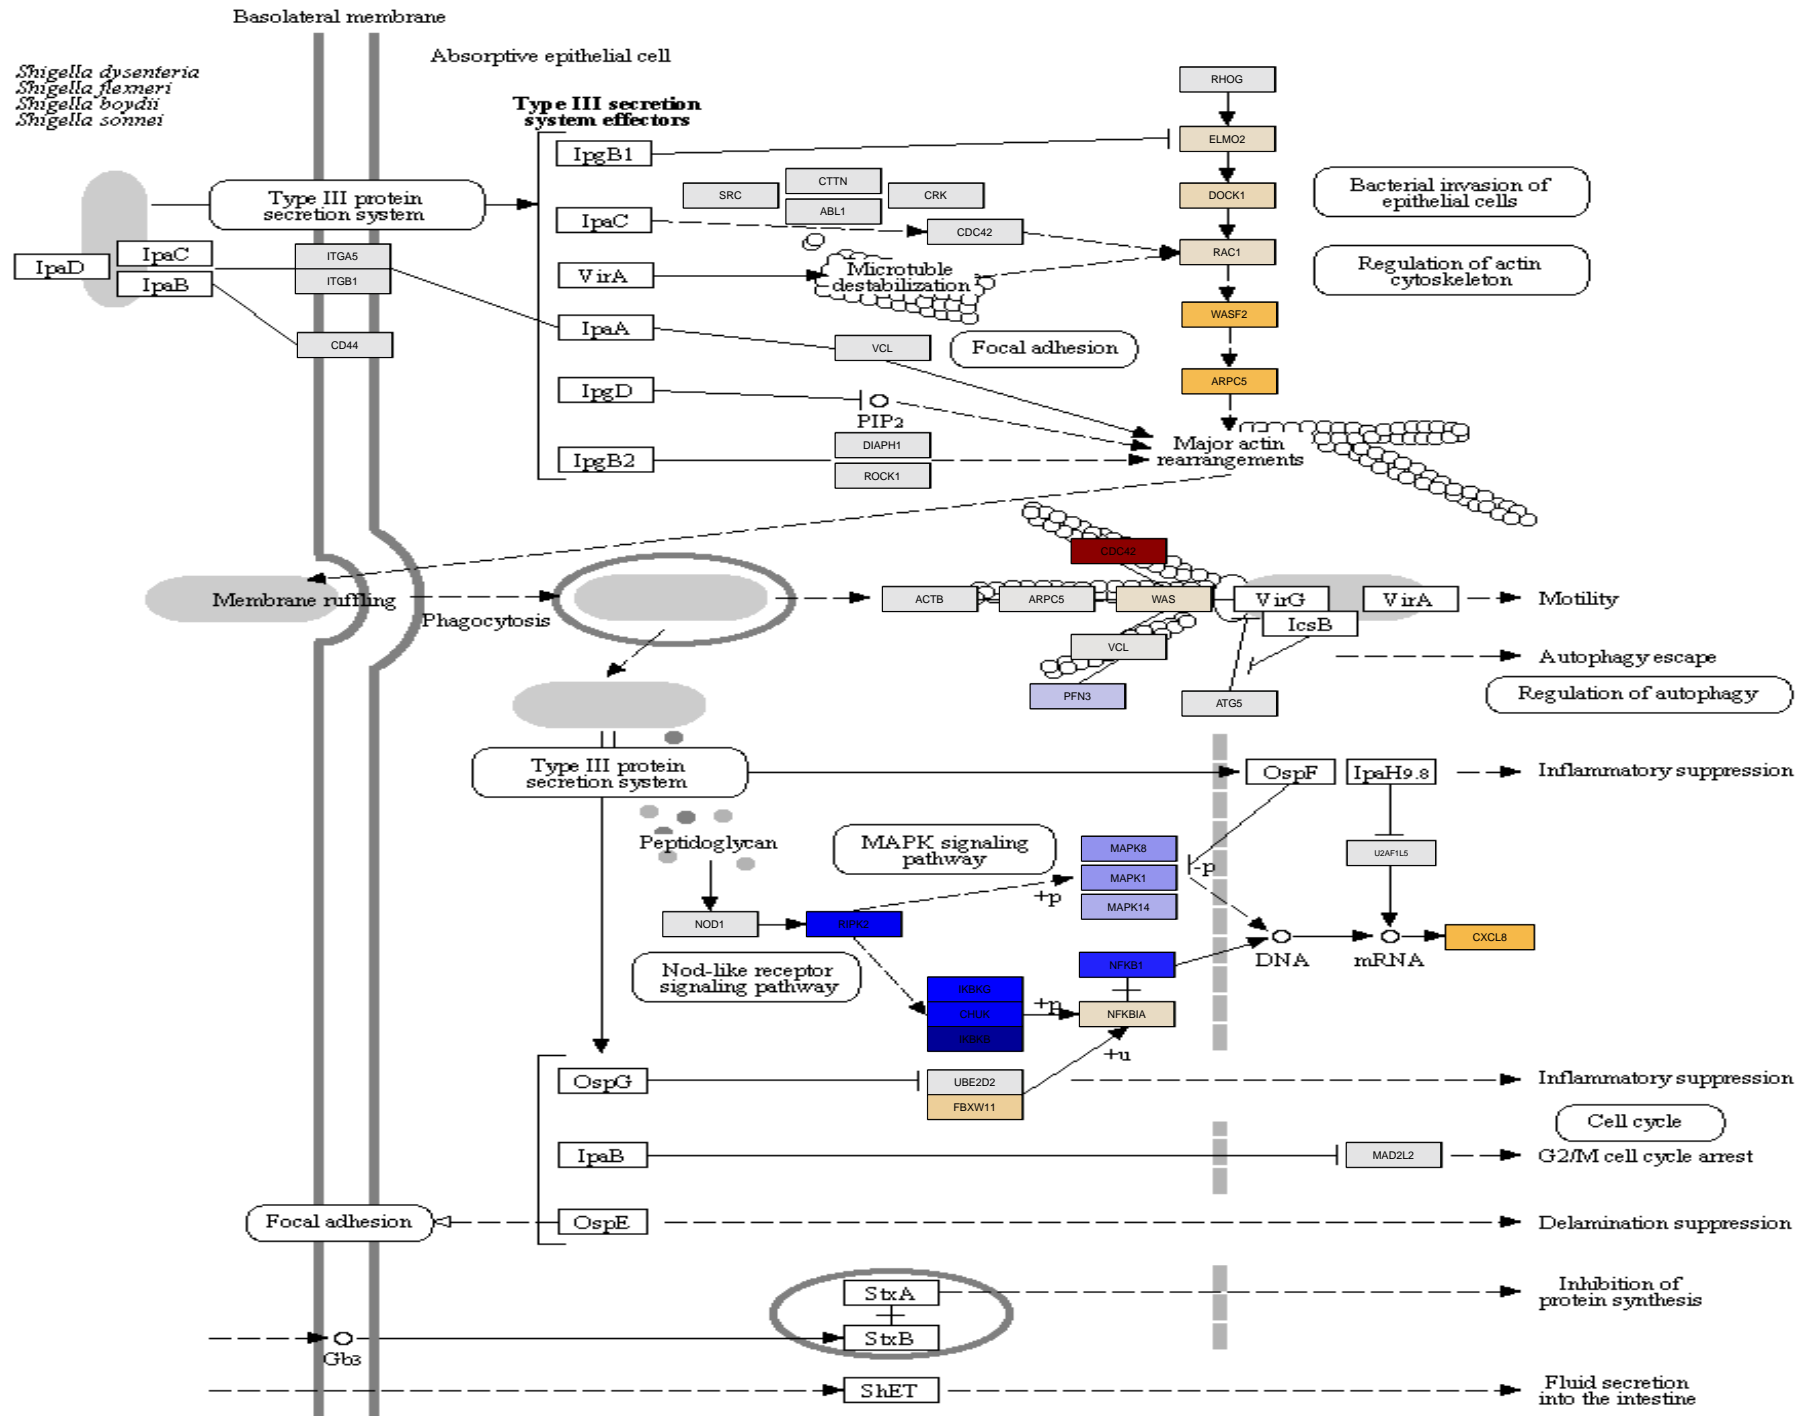 Basolateral membrane
Absorptive epithelial cell
Shigella dysenteria
Shigella flexneri
Shigella boydii
Shigella sonnei
Type III secretion
system effectors
RHOG
ELMO2
DOCK1
RAC1
WASF2
ARPC5
IpgB1
SRC
CTTN
ABL1
CRK
Type III protein
secretion system
IpaC
CDC42
Bacterial invasion of
epithelial cells
IpaD
IpaC
IpaB
ITGA5
ITGB1
CD44
VirA
Microtuble
destabilization
Regulation of actin
cytoskeleton
IpaA
VCL
Focal adhesion
IpgD
PIP2
IpgB2
DIAPH1
ROCK1
Major actin
rearrangements
CDC42
Membrane ruffling
Phagocytosis
ACTB
ARPC5
WAS
VirG
VirA
Motility
IcsB
VCL
Autophagy escape
PFN3
ATG5
Regulation of autophagy
Type III protein
secretion system
OspF
IpaH9.8
Inflammatory suppression
Peptidoglycan
MAPK signaling
pathway
MAPK8
MAPK1
MAPK14
-p
+p
U2AF1L5
NOD1
RIPK2
DNA
mRNA
CXCL8
Nod-like receptor
signaling pathway
NFKB1
IKBKG
CHUK
IKBKB
+p
NFKBIA
+u
OspG
UBE2D2
FBXW11
Inflammatory suppression
Cell cycle
IpaB
MAD2L2
G2/M cell cycle arrest
Focal adhesion
OspE
Delamination suppression
StxA
Inhibition of
protein synthesis
StxB
Gb3
ShET
Fluid secretion
into the intestine